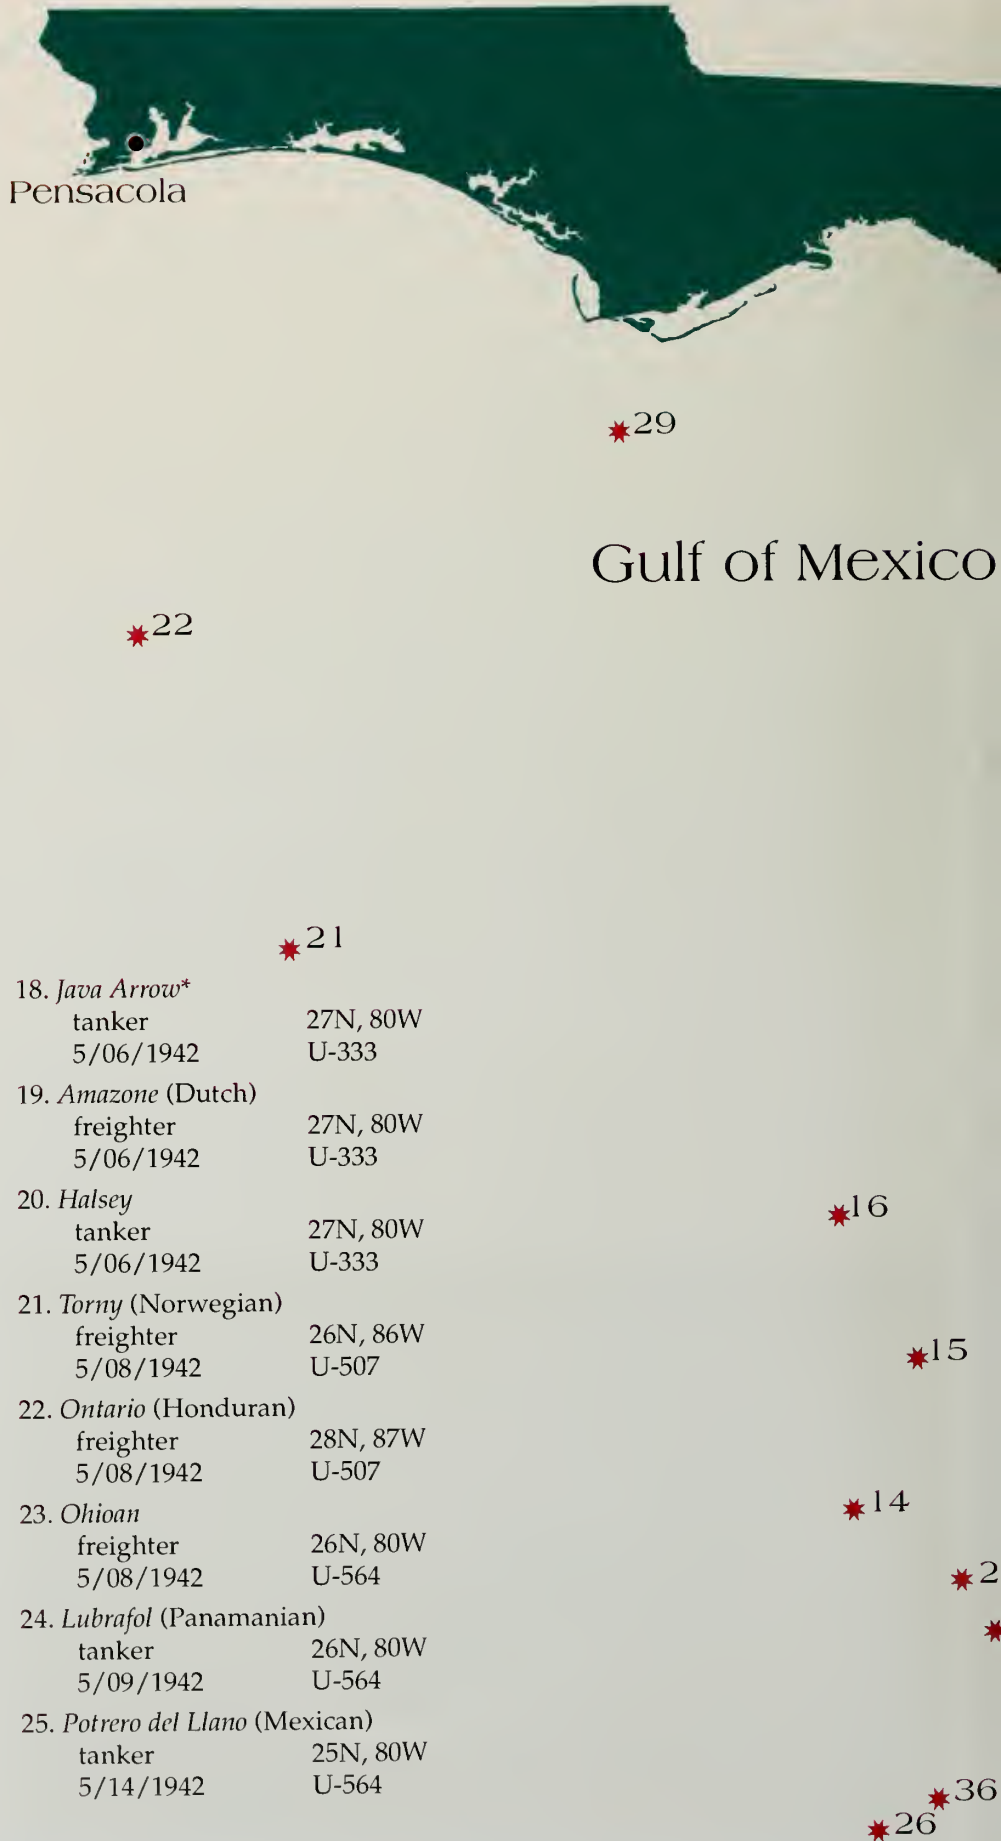 Pensacola
29
Gulf of Mexico
22
21
18. Java Arrow*
tanker 27N, 80W
5/06/1942 U-333
19. Amazone (Dutch)
freighter 27N, 80W
5/06/1942 U-333
20. Halsey
tanker 27N, 80W
5/06/1942 U-333
21. Torny (Norwegian)
freighter 26N, 86W
5/08/1942 U-507
22. Ontario (Honduran)
freighter 28N, 87W
5/08/1942 U-507
23. Ohioan
freighter 26N, 80W
5/08/1942 U-564
24. Lubrafol (Panamanian)
tanker 26N, 80W
5/09/1942 U-564
25. Potrero del Llano (Mexican)
tanker 25N, 80W
5/14/1942 U-564
16
15
14
36
26